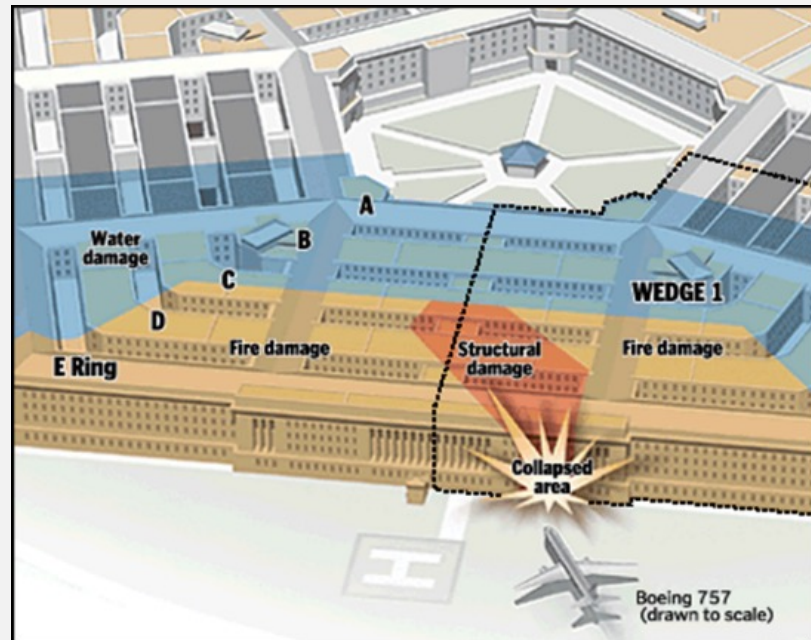 A
Water
damage
B
C
WEDGE 1
D
Fire damage
Structural
damage
Fire damage
E Ring
Collapsed
area
H
Boeing 757
(drawn to scale)